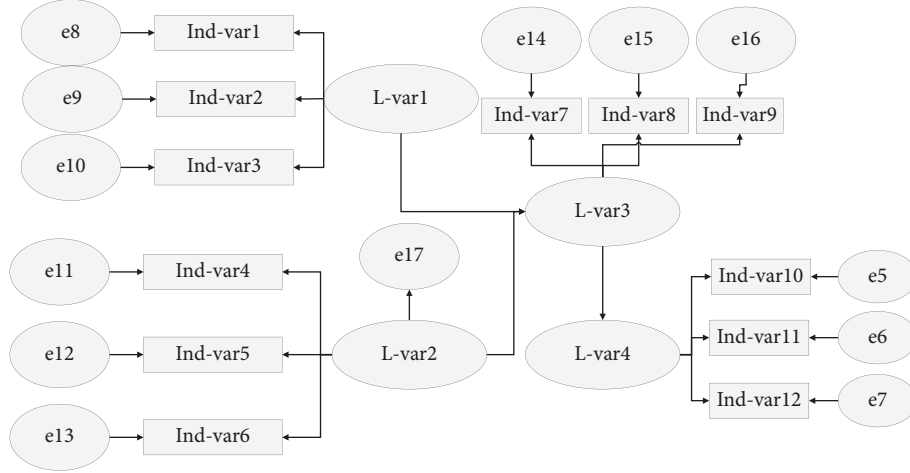 e8
Ind-var1
e9
Ind-var2
e10
Ind-var3
L-var1
e14
e15
e16
Ind-var7
Ind-var8
Ind-var9
L-var3
e11
Ind-var4
e12
Ind-var5
e13
Ind-var6
e17
L-var2
L-var4
Ind-var10
e5
Ind-var11
e6
Ind-var12
e7